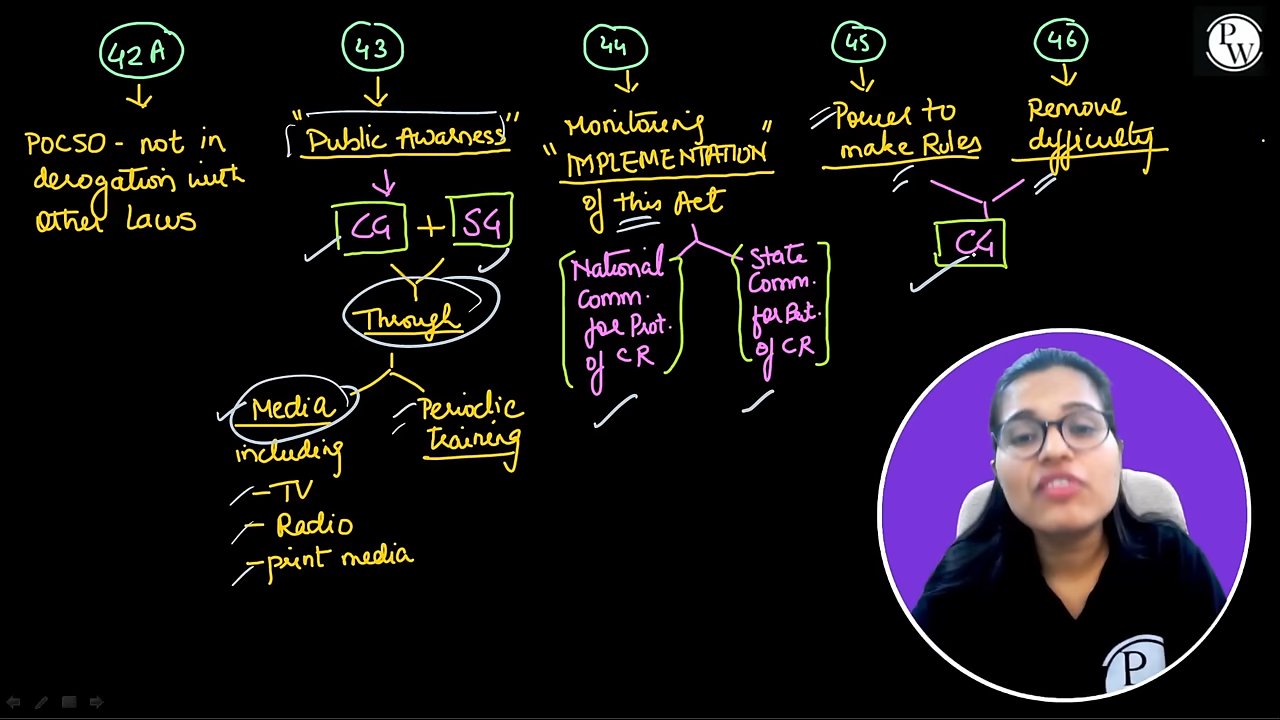 42A
POCSO - not in
derogation with
Other Laws
43
"Public Awarness"
CG + SG
Through
Media
including
- TV
- Radio
- print media
Periodic
training
44
Monitoring
"IMPLEMENTATION"
of this Act
National
Comm.
for Prot.
of CR
State
Comm.
for Prot.
of CR
45
Power to
make Rules
46
Remove
difficulty
CG
PW
P